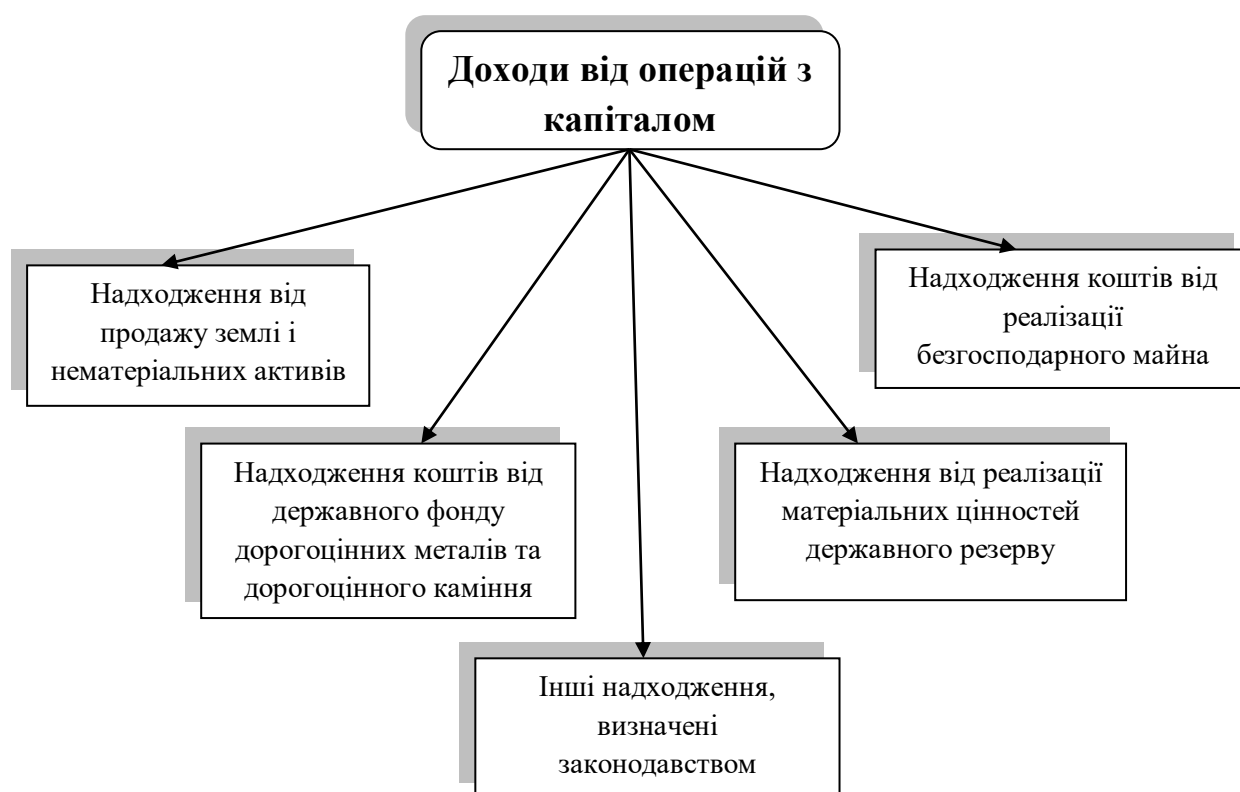 Доходи від операцій з
капіталом
Надходження від
продажу землі і
нематеріальних активів
Надходження коштів від
реалізації
безгосподарного майна
Надходження коштів від
державного фонду
дорогоцінних металів та
дорогоцінного каміння
Надходження від реалізації
матеріальних цінностей
державного резерву
Інші надходження,
визначені
законодавством